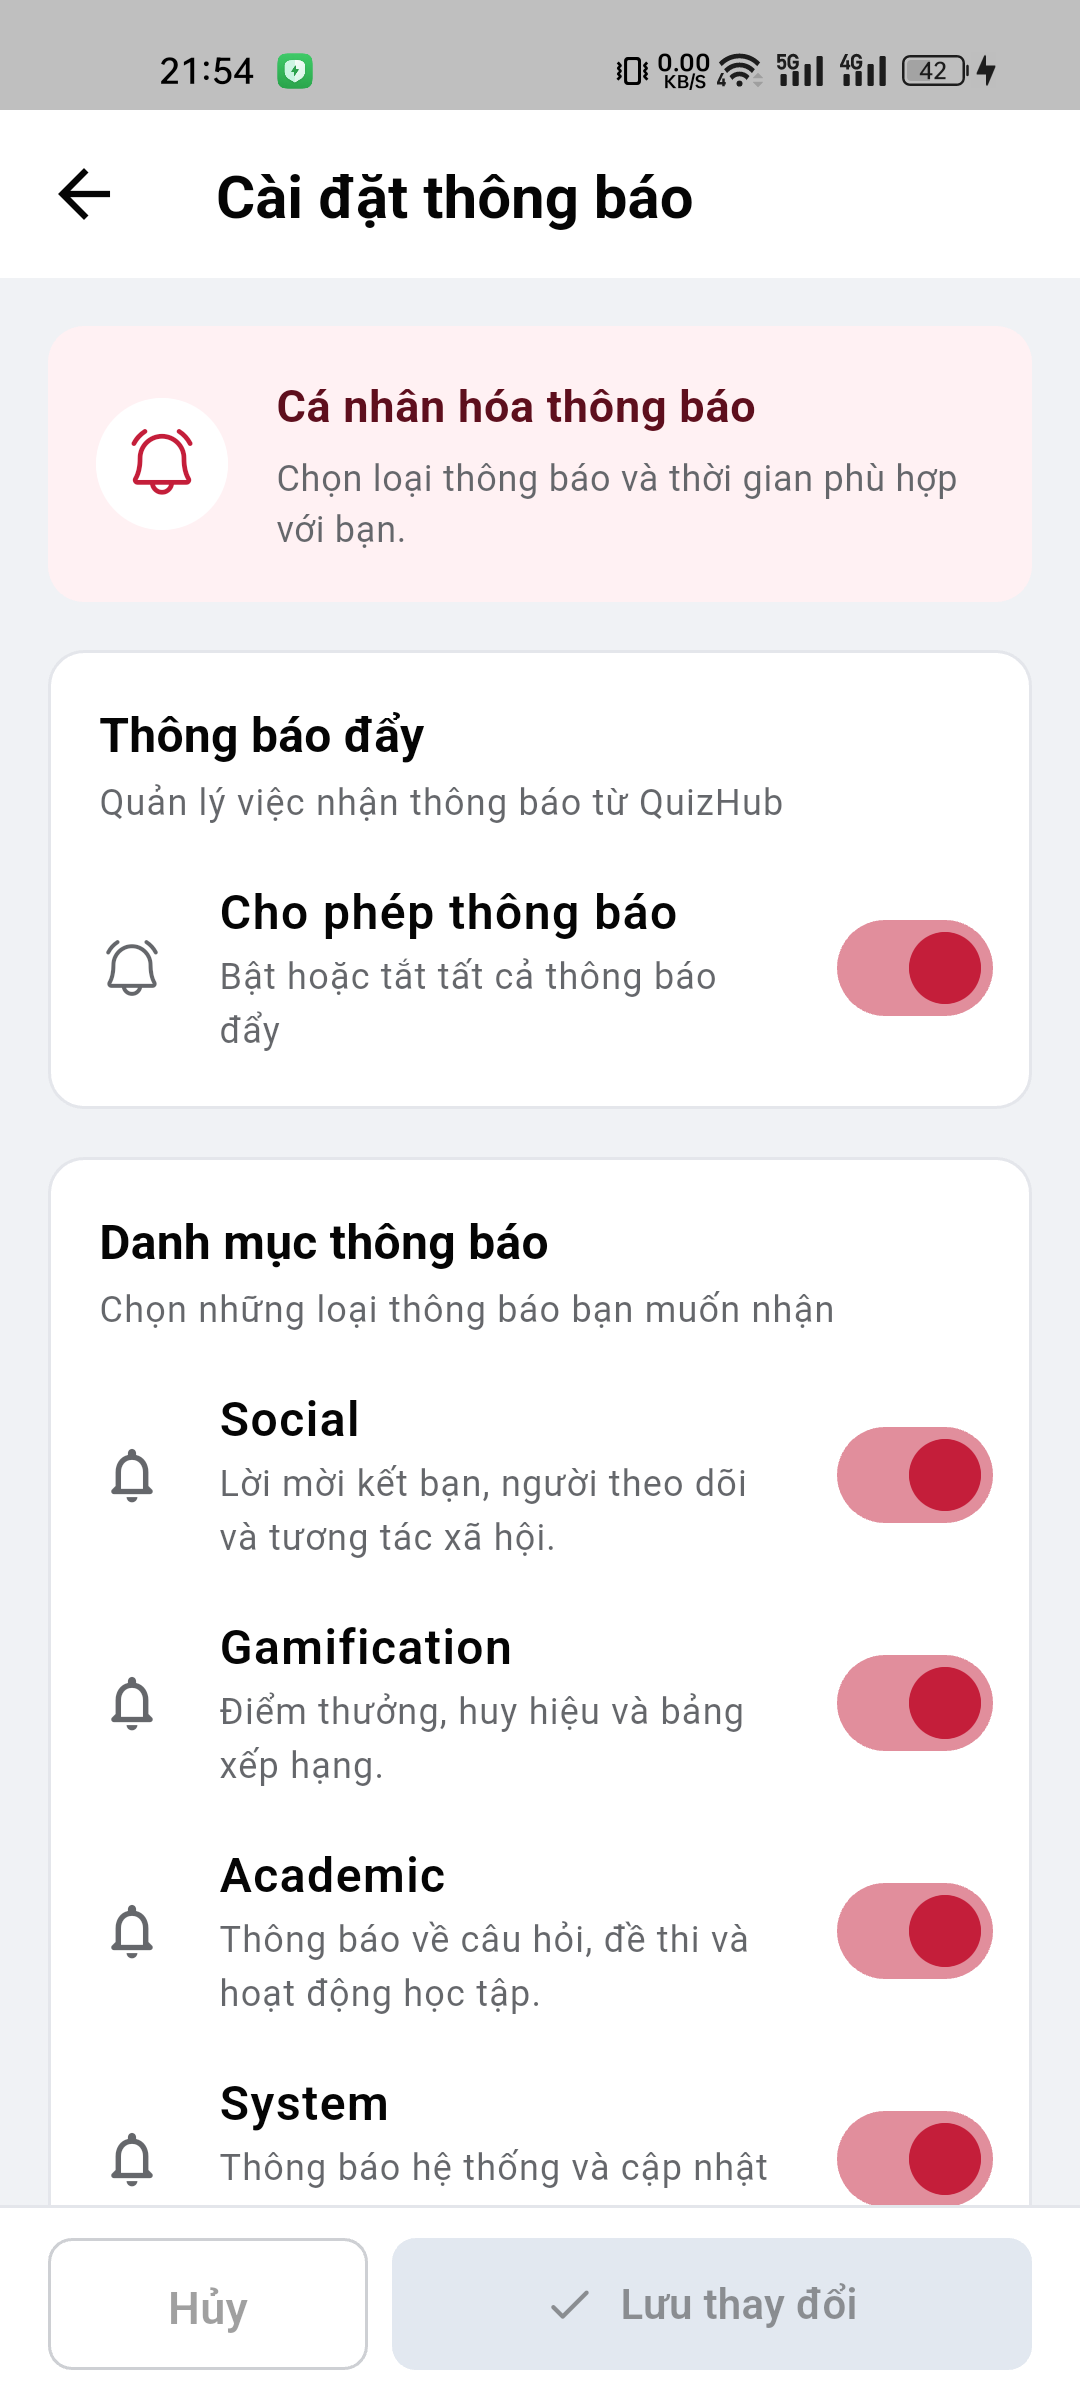 21:54
0.00
KB/S
4
5G
4G
42
Cài đặt thông báo
Cá nhân hóa thông báo
Chọn loại thông báo và thời gian phù hợp
với bạn.
Thông báo đẩy
Quản lý việc nhận thông báo từ QuizHub
Cho phép thông báo
Bật hoặc tắt tất cả thông báo
đẩy
Danh mục thông báo
Chọn những loại thông báo bạn muốn nhận
Social
Lời mời kết bạn, người theo dõi
và tương tác xã hội.
Gamification
Điểm thưởng, huy hiệu và bảng
xếp hạng.
Academic
Thông báo về câu hỏi, đề thi và
hoạt động học tập.
System
Thông báo hệ thống và cập nhật
Hủy
Lưu thay đổi